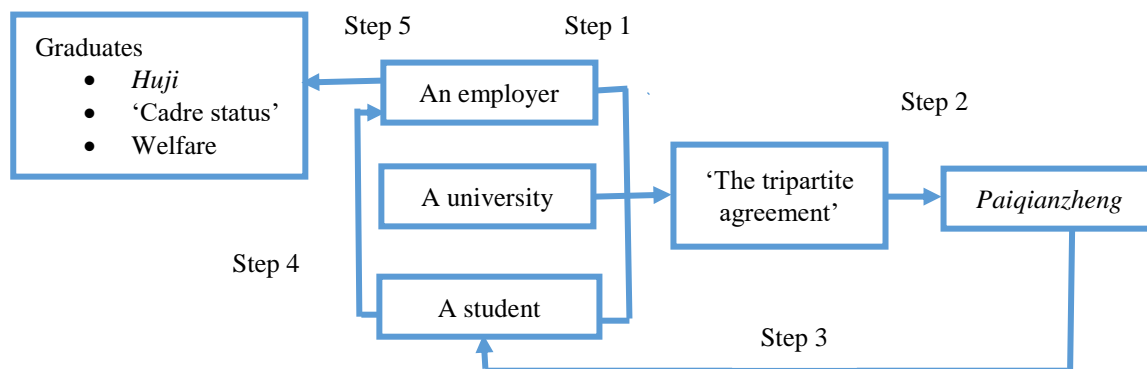 Step 5
Step 1
Graduates
• Huji
• ‘Cadre status’
• Welfare
An employer
Step 2
A university
‘The tripartite
agreement’
Paiqianzheng
Step 4
A student
Step 3